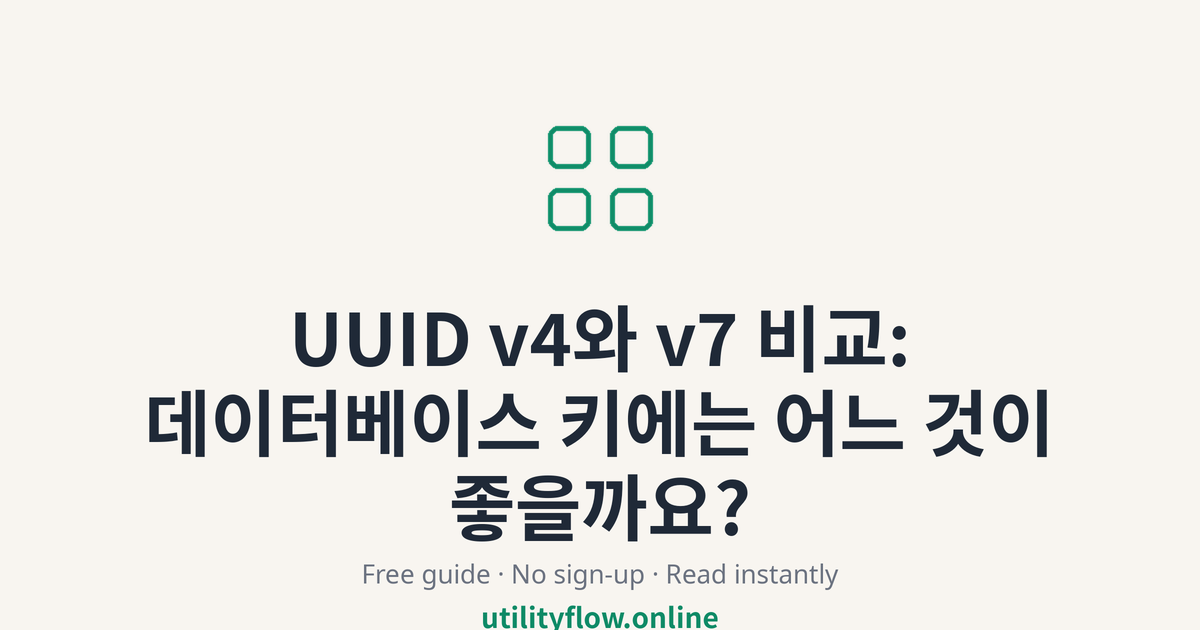 UUID v4와 v7 비교:
데이터베이스 키에는 어느 것이
좋을까요?
Free guide · No sign-up · Read instantly
utilityflow.online